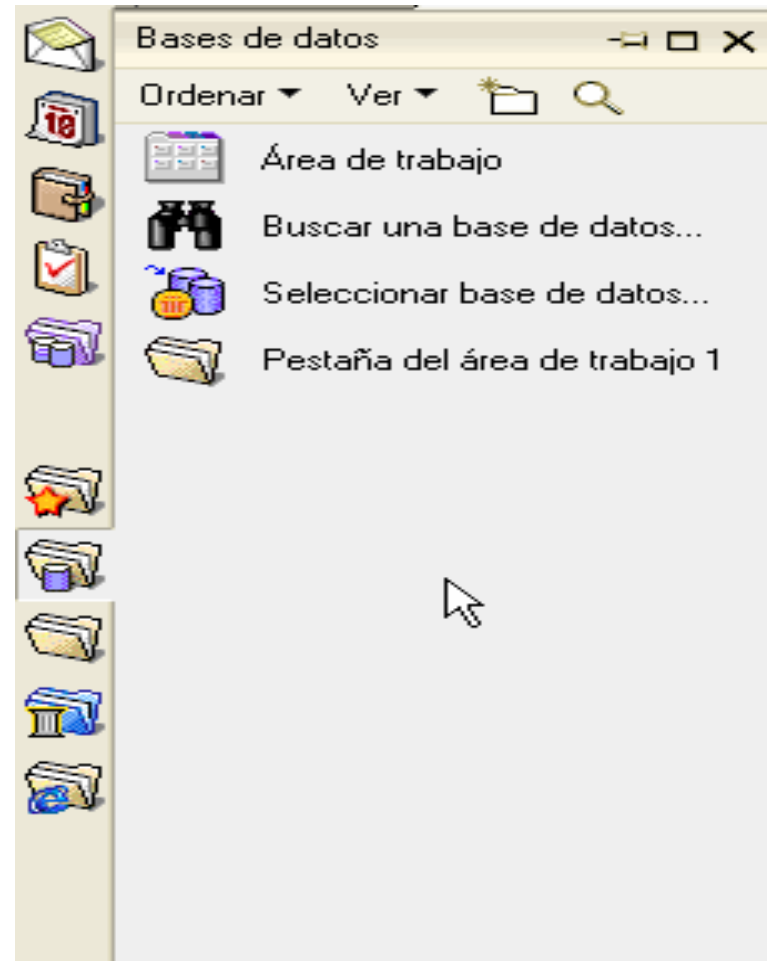 Bases de datos
Ordenar Ver
Área de trabajo
Buscar una base de datos...
Seleccionar base de datos...
Pestaña del área de trabajo 1